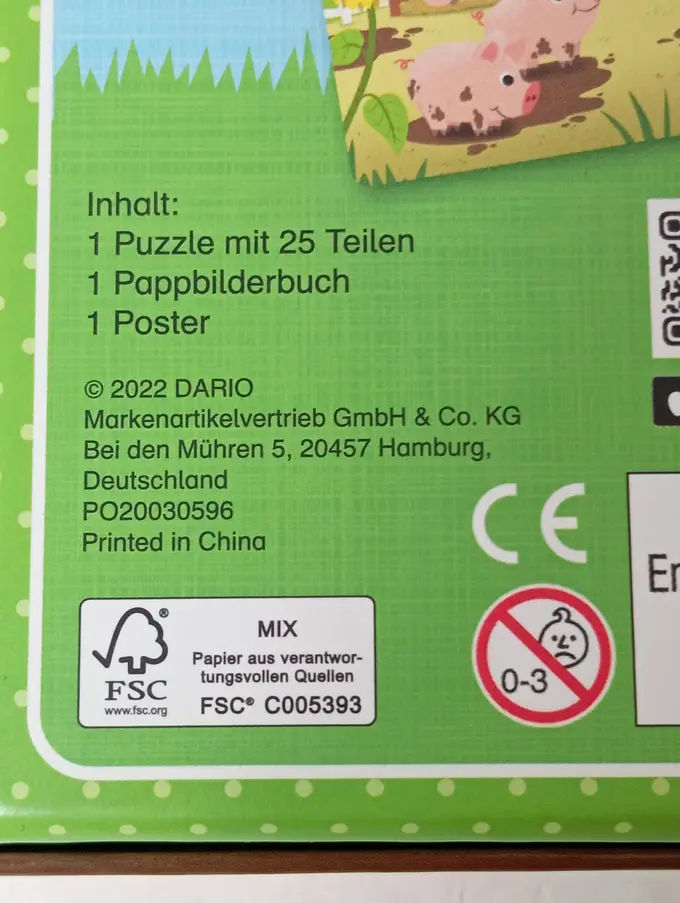 Inhalt:
1 Puzzle mit 25 Teilen
1 Pappbilderbuch
1 Poster
© 2022 DARIO
Markenartikelvertrieb GmbH & Co. KG
Bei den Mühren 5, 20457 Hamburg,
Deutschland
PO20030596
Printed in China
CE
FSC®
www.fsc.org
MIX
Papier aus verantwor-
tungsvollen Quellen
FSC® C005393
0-3